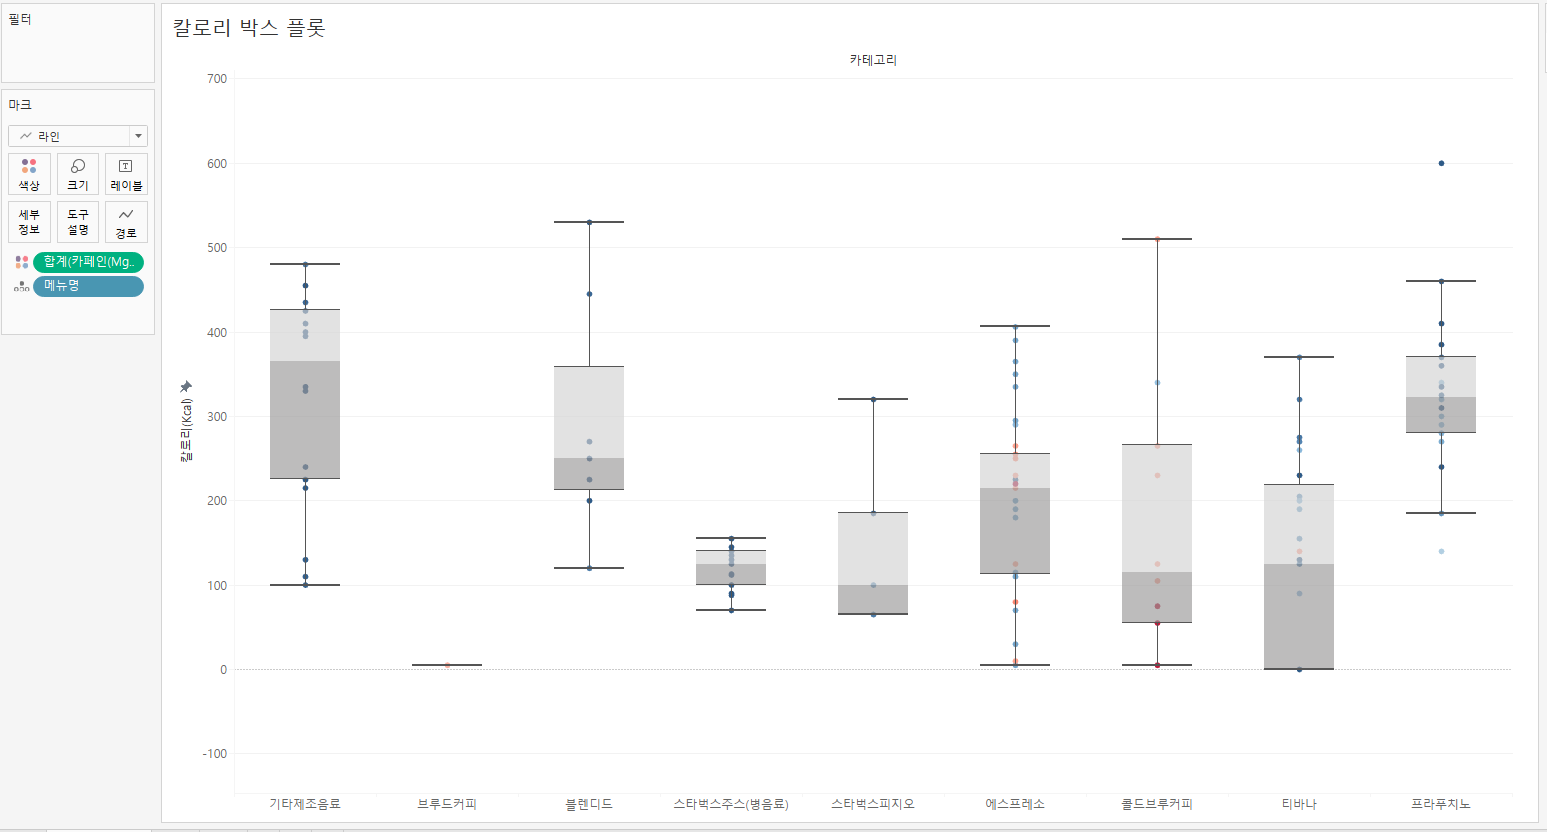 필터
마크
라인
색상
크기
레이블
세부
정보
도구
설명
경로
합계(카페인(Mg..
메뉴명
칼로리 박스 플롯
카테고리
700
600
500
400
300
200
100
0
-100
칼로리(Kcal)
기타제조음료
브루드커피
블렌디드
스타벅스주스(병음료)
스타벅스피지오
에스프레소
콜드브루커피
티바나
프라푸치노